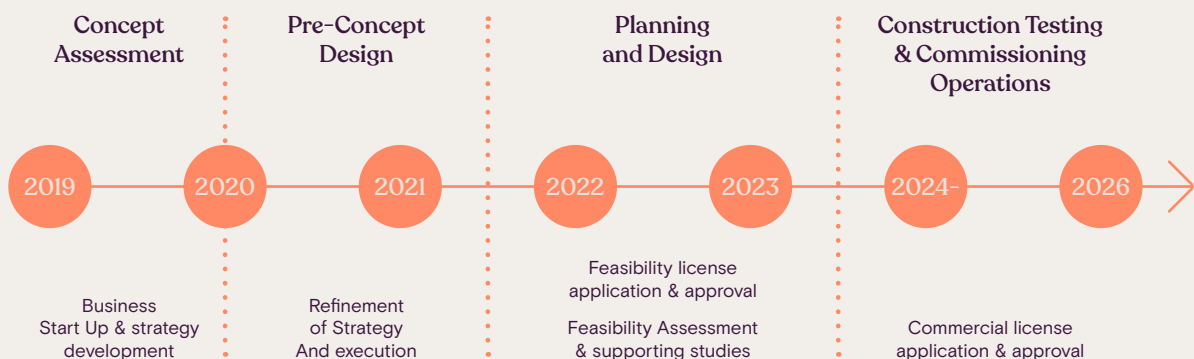 Concept
Assessment
Pre-Concept
Design
Planning
and Design
Construction Testing
& Commissioning
Operations
2019
2020
2021
2022
2023
2024-
2026
Business
Start Up & strategy
development
Refinement
of Strategy
And execution
Feasibility license
application & approval
Feasibility Assessment
& supporting studies
Commercial license
application & approval